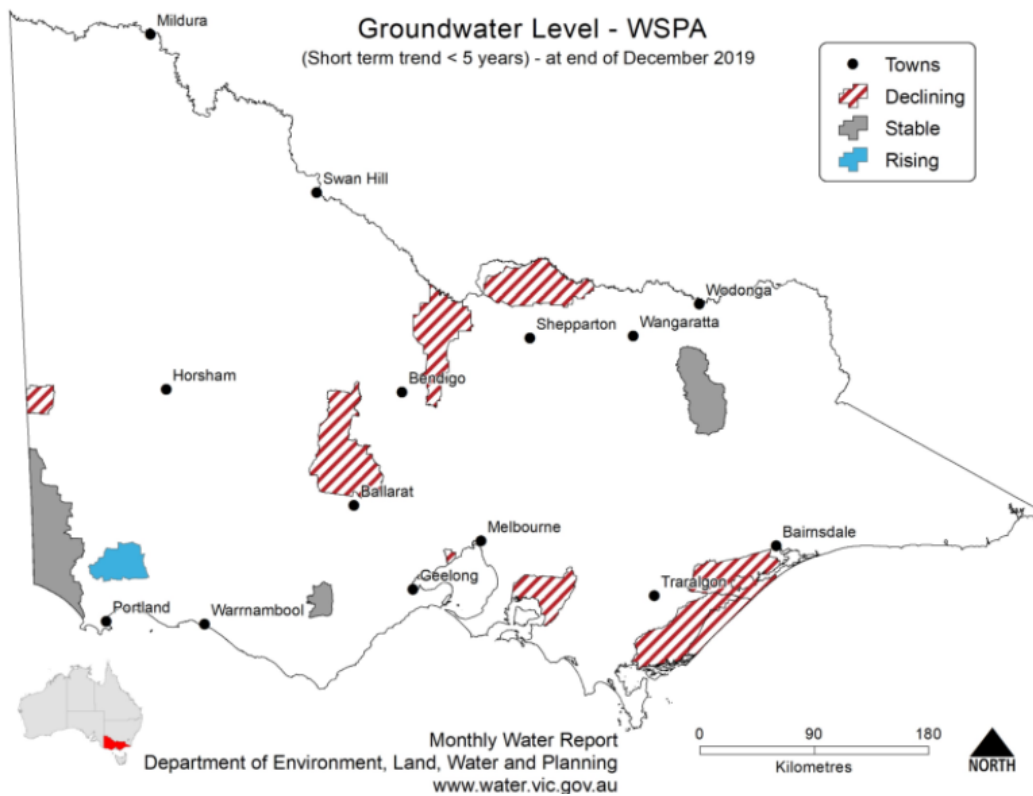 Groundwater Level - WSPA
(Short term trend < 5 years) - at end of December 2019
Towns
Declining
Stable
Rising
Mildura
Swan Hill
Wodonga
Shepparton
Wangaratta
Horsham
Bendigo
Ballarat
Melbourne
Bairnsdale
Geelong
Traralgon
Portland
Warrnambool
Monthly Water Report
Department of Environment, Land, Water and Planning
www.water.vic.gov.au
0 90 180
Kilometres
NORTH